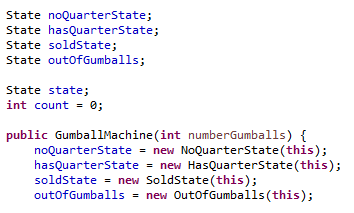 State noQuarterState;
State hasQuarterState;
State soldState;
State outOfGumballs;
State state;
int count = 0;
public GumballMachine(int numberGumballs) {
noQuarterState = new NoQuarterState(this);
hasQuarterState = new HasQuarterState(this);
soldState = new SoldState(this);
outOfGumballs = new OutOfGumballs(this);